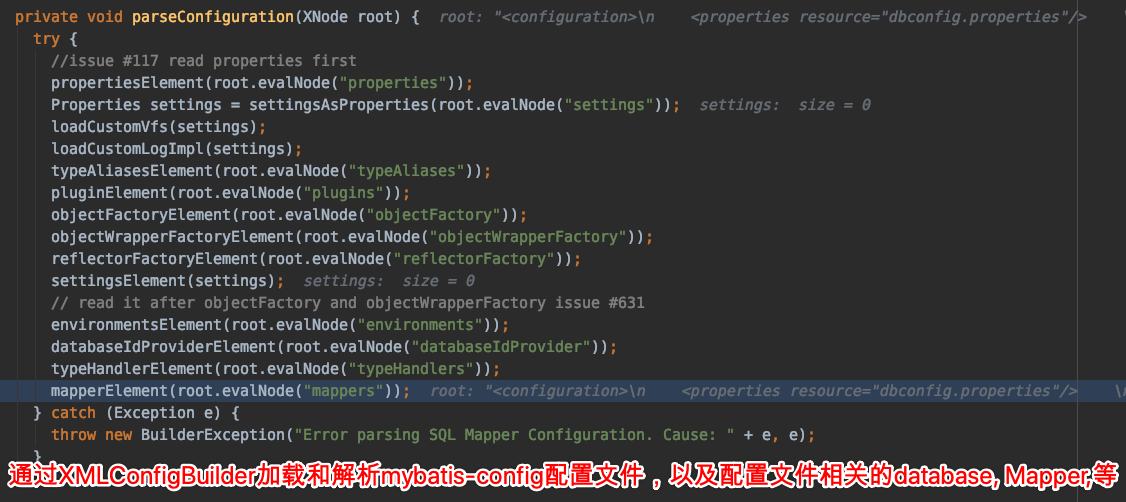 private void parseConfiguration(XNode root) {  root: "<configuration>\n    <properties resource="dbconfig.properties"/>
try {
//issue #117 read properties first
propertiesElement(root.evalNode("properties"));
Properties settings = settingsAsProperties(root.evalNode("settings"));  settings:  size = 0
loadCustomVfs(settings);
loadCustomLogImpl(settings);
typeAliasesElement(root.evalNode("typeAliases"));
pluginElement(root.evalNode("plugins"));
objectFactoryElement(root.evalNode("objectFactory"));
objectWrapperFactoryElement(root.evalNode("objectWrapperFactory"));
reflectorFactoryElement(root.evalNode("reflectorFactory"));
settingsElement(settings);  settings:  size = 0
// read it after objectFactory and objectWrapperFactory issue #631
environmentsElement(root.evalNode("environments"));
databaseIdProviderElement(root.evalNode("databaseIdProvider"));
typeHandlerElement(root.evalNode("typeHandlers"));
mapperElement(root.evalNode("mappers"));  root: "<configuration>\n    <properties resource="dbconfig.properties"/>    \n
} catch (Exception e) {
throw new BuilderException("Error parsing SQL Mapper Configuration. Cause: " + e, e);
}
通过XMLConfigBuilder加载和解析mybatis-config配置文件，以及配置文件相关的database, Mapper,等